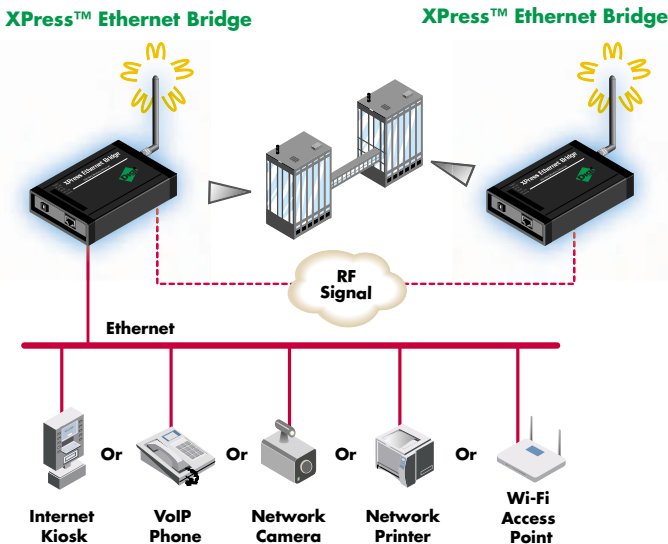 XPress™ Ethernet Bridge
XPress™ Ethernet Bridge
XPress Ethernet Bridge
XPress Ethernet Bridge
RF
Signal
Ethernet
Or
Or
Or
Or
Internet
Kiosk
VoIP
Phone
Network
Camera
Network
Printer
Wi-Fi
Access
Point